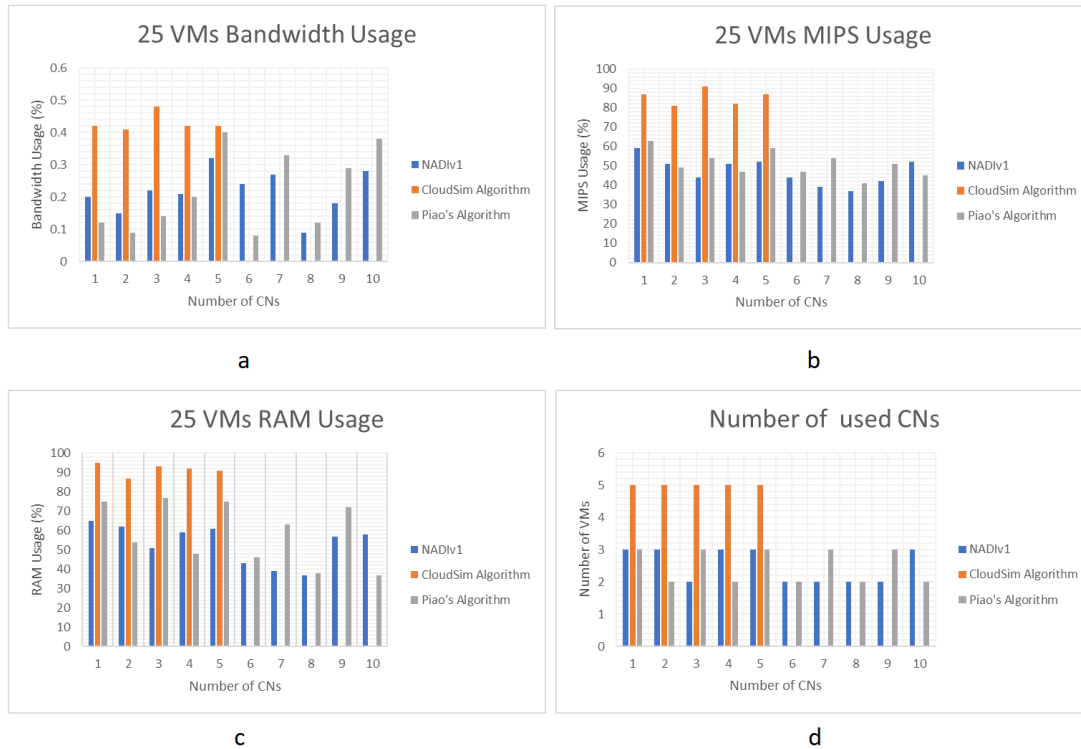 25 VMs Bandwidth Usage
Bandwidth Usage (%)
0.6
0.5
0.4
0.3
0.2
0.1
0
1 2 3 4 5 6 7 8 9 10
Number of CNs
NADIv1
CloudSim Algorithm
Piao's Algorithm
a
25 VMs MIPS Usage
MIPS Usage (%)
100
90
80
70
60
50
40
30
20
10
0
1 2 3 4 5 6 7 8 9 10
Number of CNs
NADIv1
CloudSim Algorithm
Piao's Algorithm
b
25 VMs RAM Usage
RAM Usage (%)
100
90
80
70
60
50
40
30
20
10
0
1 2 3 4 5 6 7 8 9 10
Number of CNs
NADIv1
CloudSim Algorithm
Piao's Algorithm
c
Number of used CNs
Number of VMs
6
5
4
3
2
1
0
1 2 3 4 5 6 7 8 9 10
Number of CNs
NADIv1
CloudSim Algorithm
Piao's Algorithm
d